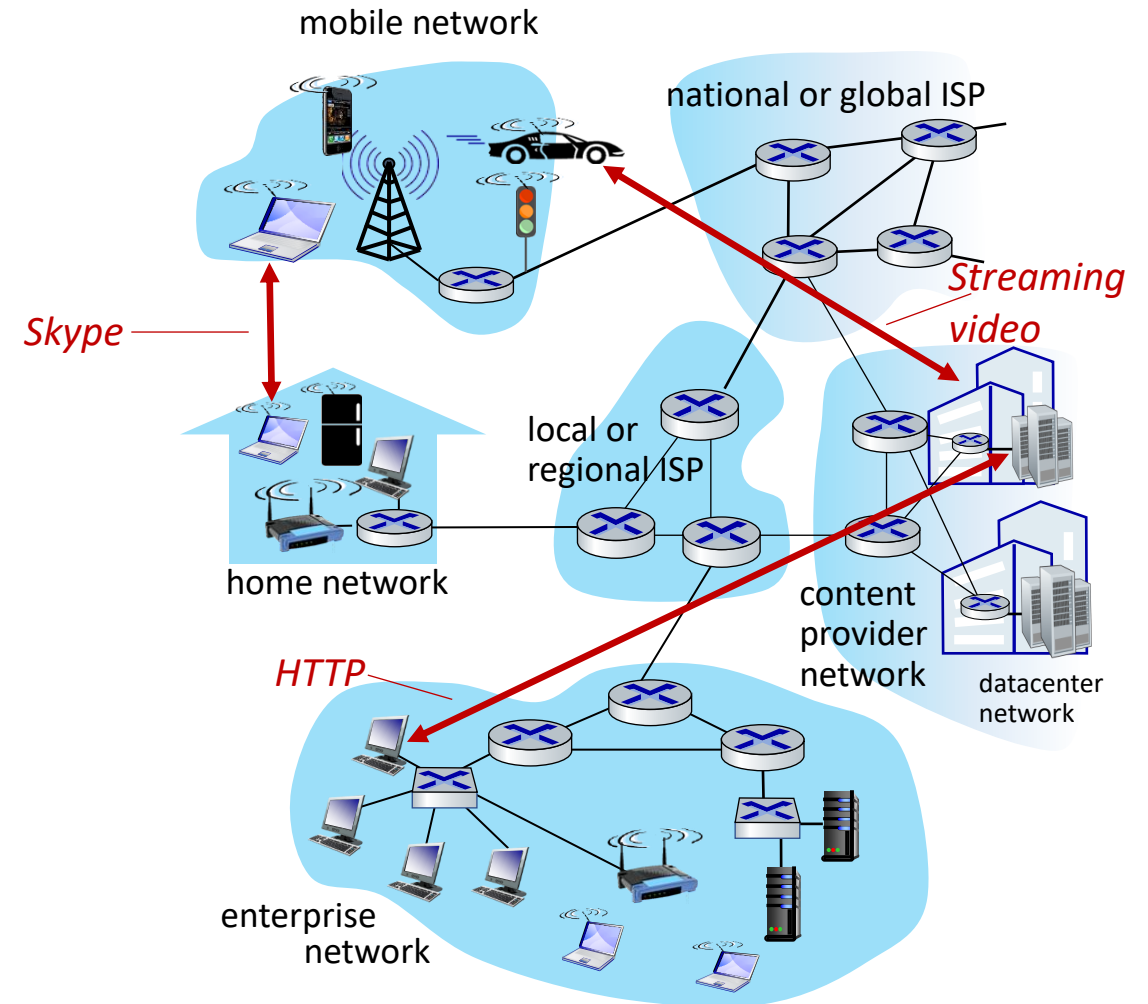 mobile network
national or global ISP
Streaming
video
Skype
local or
regional ISP
home network
content
provider
network
datacenter
network
HTTP
enterprise
network